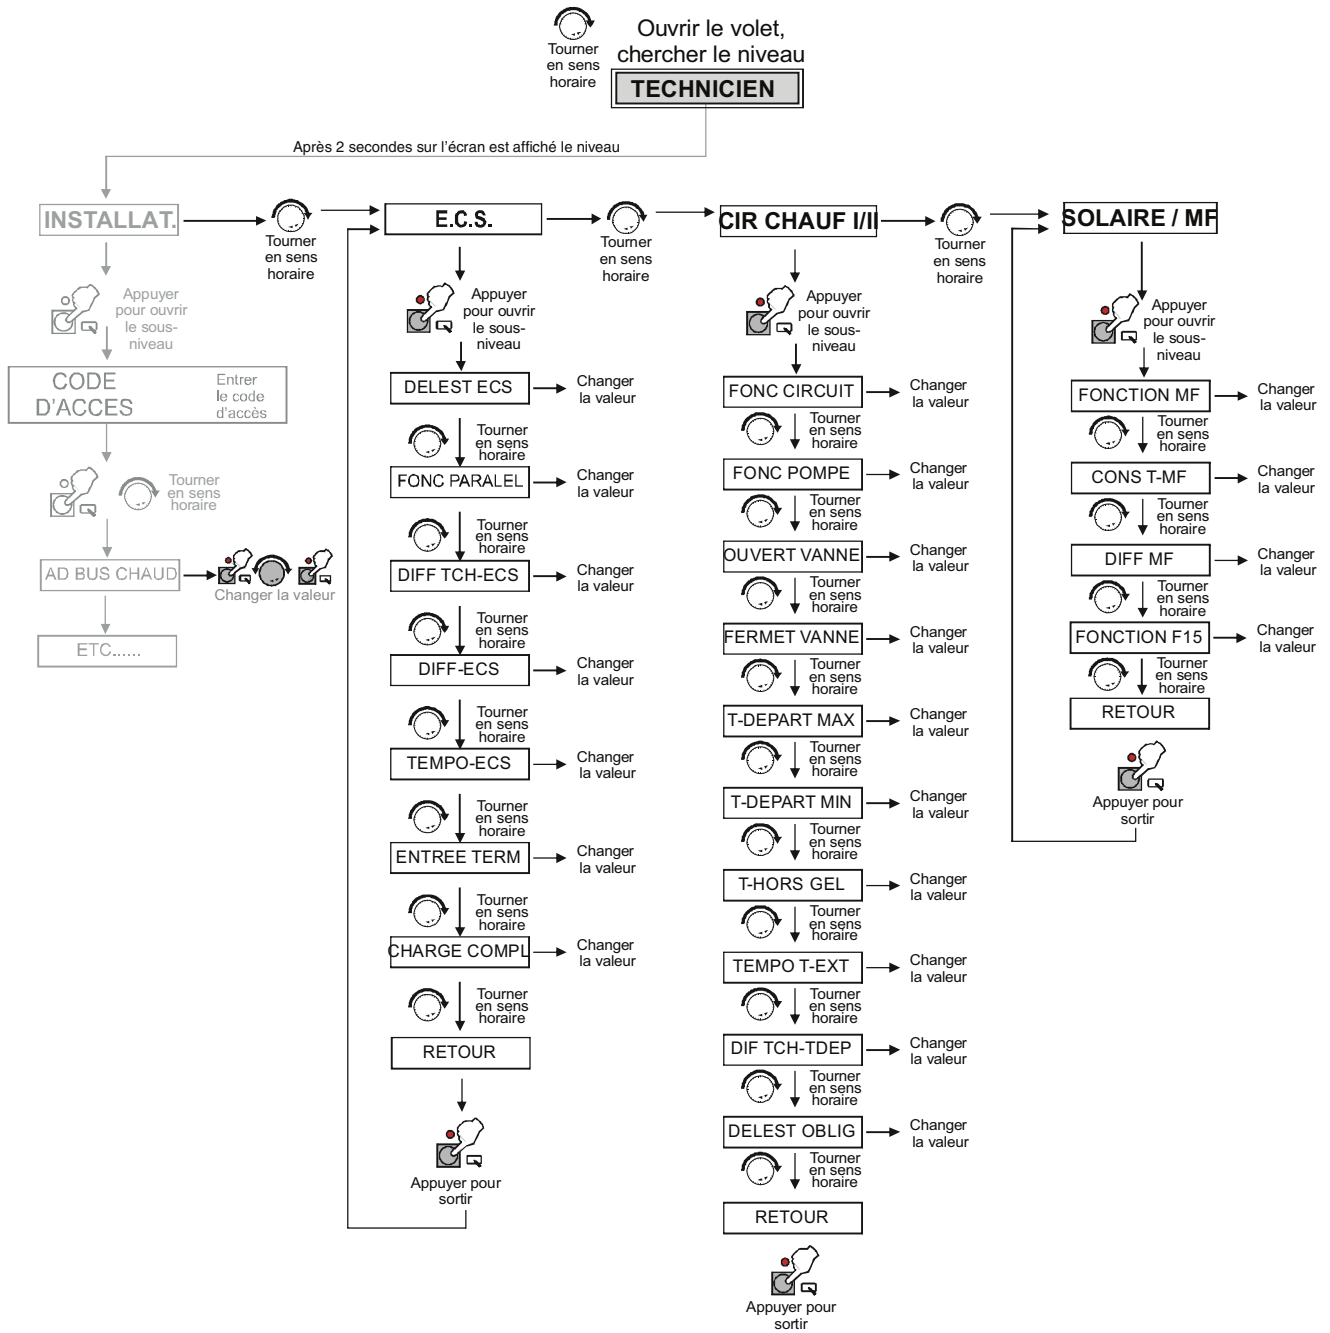 Ouvrir le volet,
chercher le niveau
TECHNICIEN
Tourner
en sens
horaire
Après 2 secondes sur l'écran est affiché le niveau
INSTALLAT.
Tourner
en sens
horaire
Appuyer
pour ouvrir
le sous-
niveau
CODE
D'ACCES
Entrer
le code
d'accès
Tourner
en sens
horaire
AD BUS CHAUD
Changer la valeur
ETC......
E.C.S.
Tourner
en sens
horaire
Appuyer
pour ouvrir
le sous-
niveau
DELEST ECS
Changer
la valeur
Tourner
en sens
horaire
FONC PARALEL
Changer
la valeur
Tourner
en sens
horaire
DIFF TCH-ECS
Changer
la valeur
Tourner
en sens
horaire
DIFF-ECS
Changer
la valeur
Tourner
en sens
horaire
TEMPO-ECS
Changer
la valeur
Tourner
en sens
horaire
ENTREE TERM
Changer
la valeur
Tourner
en sens
horaire
CHARGE COMPL
Changer
la valeur
Tourner
en sens
horaire
RETOUR
Appuyer pour
sortir
CIR CHAUF I/II
Tourner
en sens
horaire
Appuyer
pour ouvrir
le sous-
niveau
FONC CIRCUIT
Changer
la valeur
Tourner
en sens
horaire
FONC POMPE
Changer
la valeur
Tourner
en sens
horaire
OUVERT VANNE
Changer
la valeur
Tourner
en sens
horaire
FERMET VANNE
Changer
la valeur
Tourner
en sens
horaire
T-DEPART MAX
Changer
la valeur
Tourner
en sens
horaire
T-DEPART MIN
Changer
la valeur
Tourner
en sens
horaire
T-HORS GEL
Changer
la valeur
Tourner
en sens
horaire
TEMPO T-EXT
Changer
la valeur
Tourner
en sens
horaire
DIF TCH-TDEP
Changer
la valeur
Tourner
en sens
horaire
DELEST OBLIG
Changer
la valeur
Tourner
en sens
horaire
RETOUR
Appuyer pour
sortir
SOLAIRE / MF
Appuyer
pour ouvrir
le sous-
niveau
FONCTION MF
Changer
la valeur
Tourner
en sens
horaire
CONS T-MF
Changer
la valeur
Tourner
en sens
horaire
DIFF MF
Changer
la valeur
Tourner
en sens
horaire
FONCTION F15
Changer
la valeur
Tourner
en sens
horaire
RETOUR
Appuyer pour
sortir